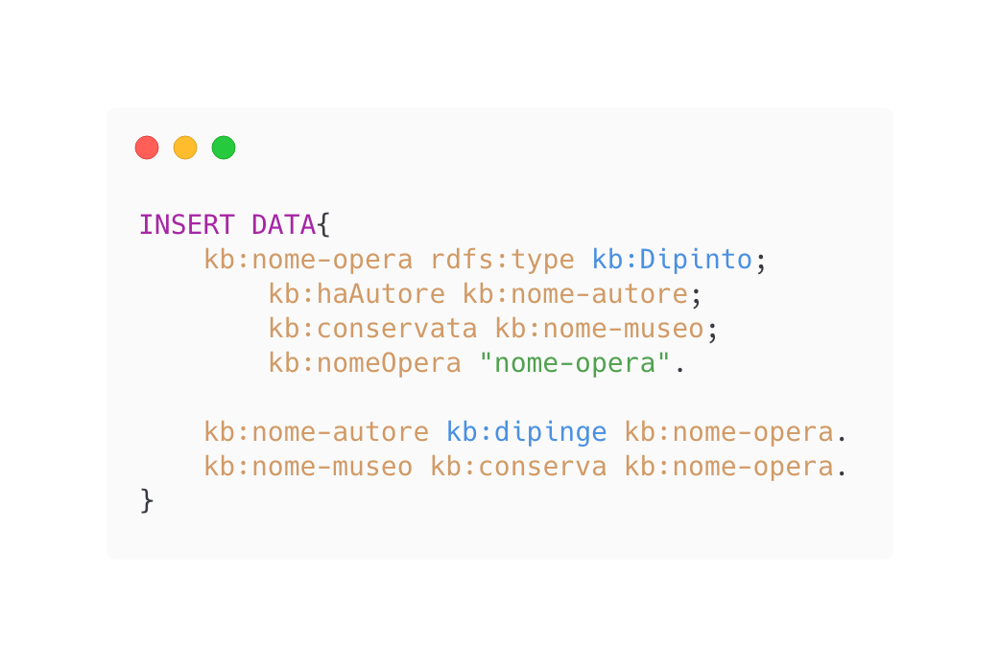 INSERT DATA{
    kb:nome-opera rdfs:type kb:Dipinto;
        kb:haAutore kb:nome-autore;
        kb:conservata kb:nome-museo;
        kb:nomeOpera "nome-opera".

    kb:nome-autore kb:dipinge kb:nome-opera.
    kb:nome-museo kb:conserva kb:nome-opera.
}